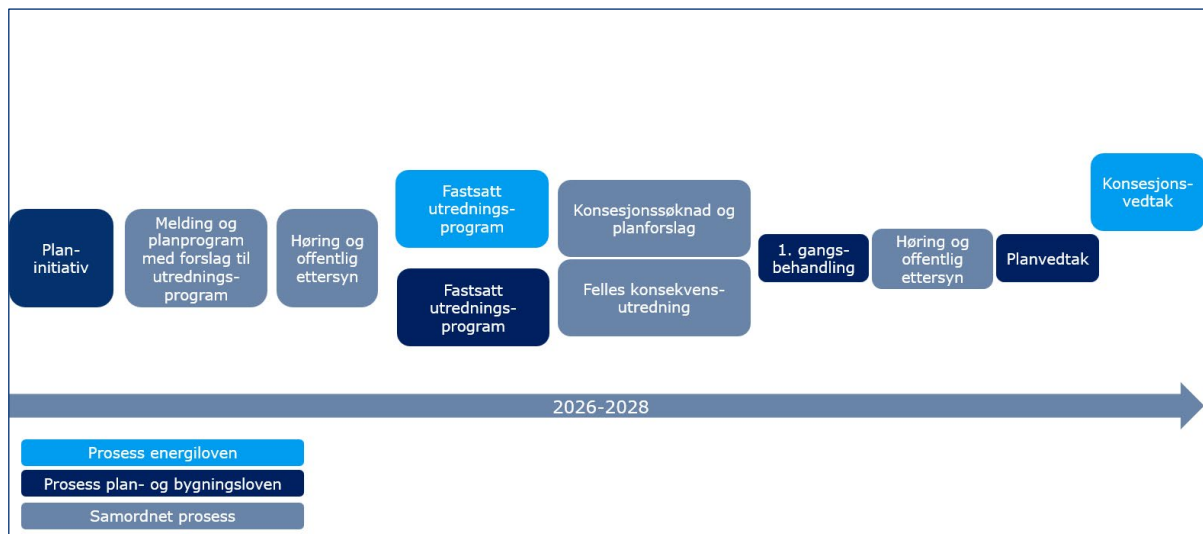 Plan-
initiativ
Melding og
planprogram
med forslag til
utrednings-
program
Høring og
offentlig
ettersyn
Fastsatt
utrednings-
program
Fastsatt
utrednings-
program
Konsesjonssøknad og
planforslag
Felles konsekvens-
utredning
1. gangs-
behandling
Høring og
offentlig
ettersyn
Planvedtak
Konsesjons-
vedtak
2026-2028
Prosess energiloven
Prosess plan- og bygningsloven
Samordnet prosess